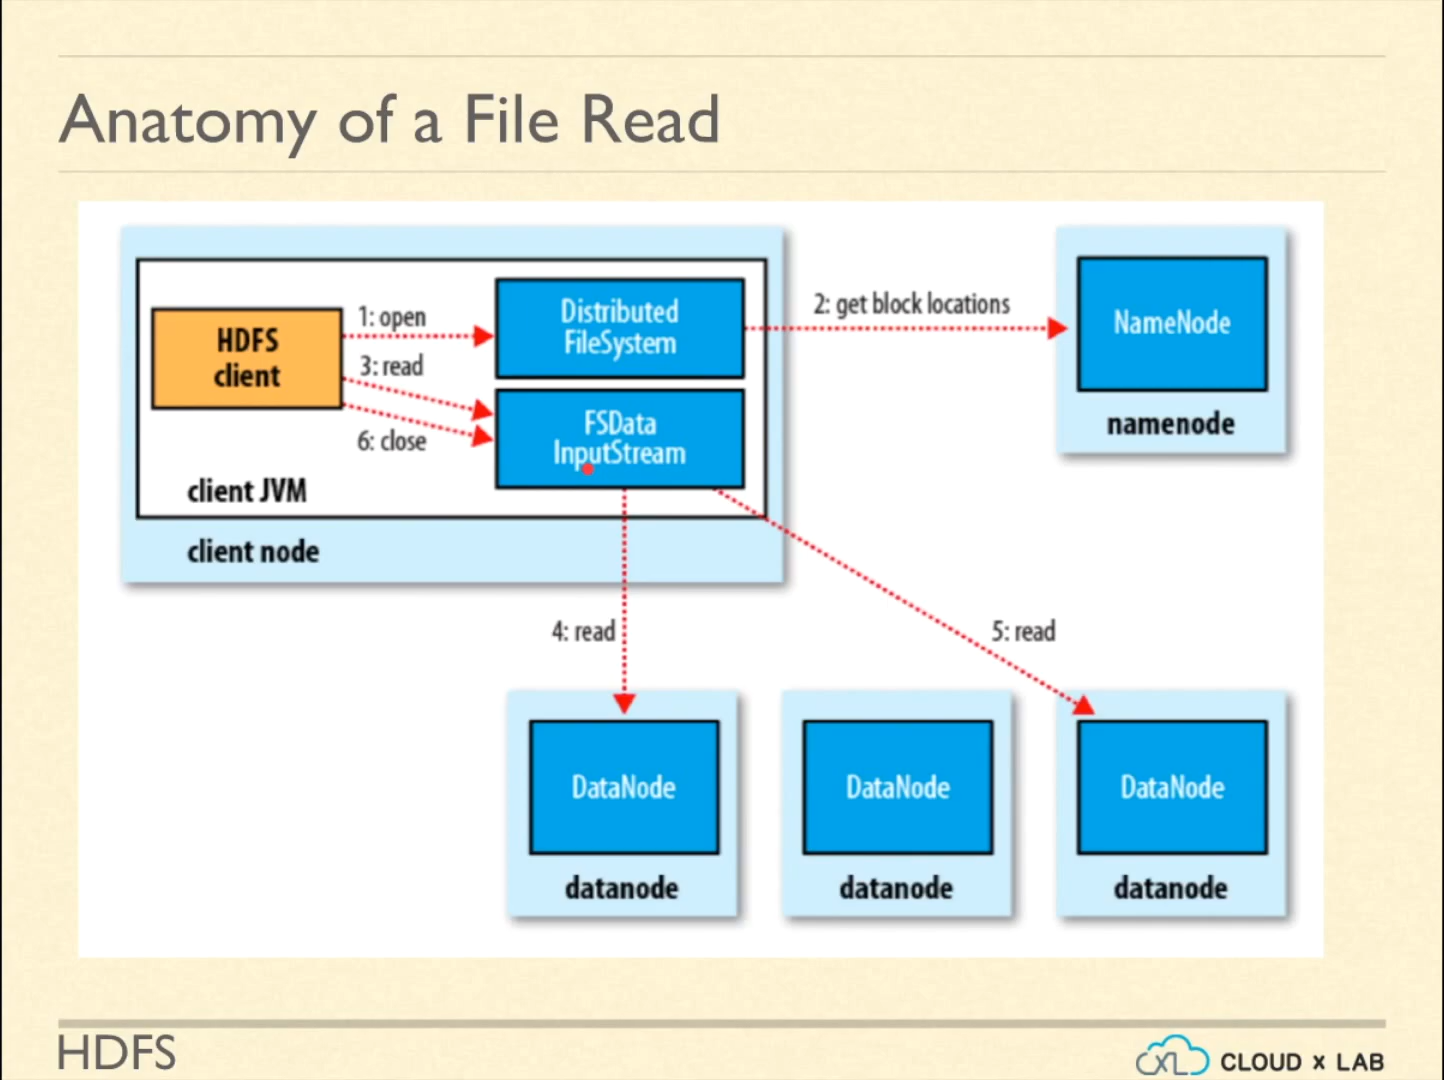 Anatomy of a File Read
HDFS
client
1: open
3: read
6: close
Distributed
FileSystem
FSData
InputStream
client JVM
client node
2: get block locations
NameNode
namenode
4: read
5: read
DataNode
datanode
DataNode
datanode
DataNode
datanode
HDFS
CXL CLOUD x LAB